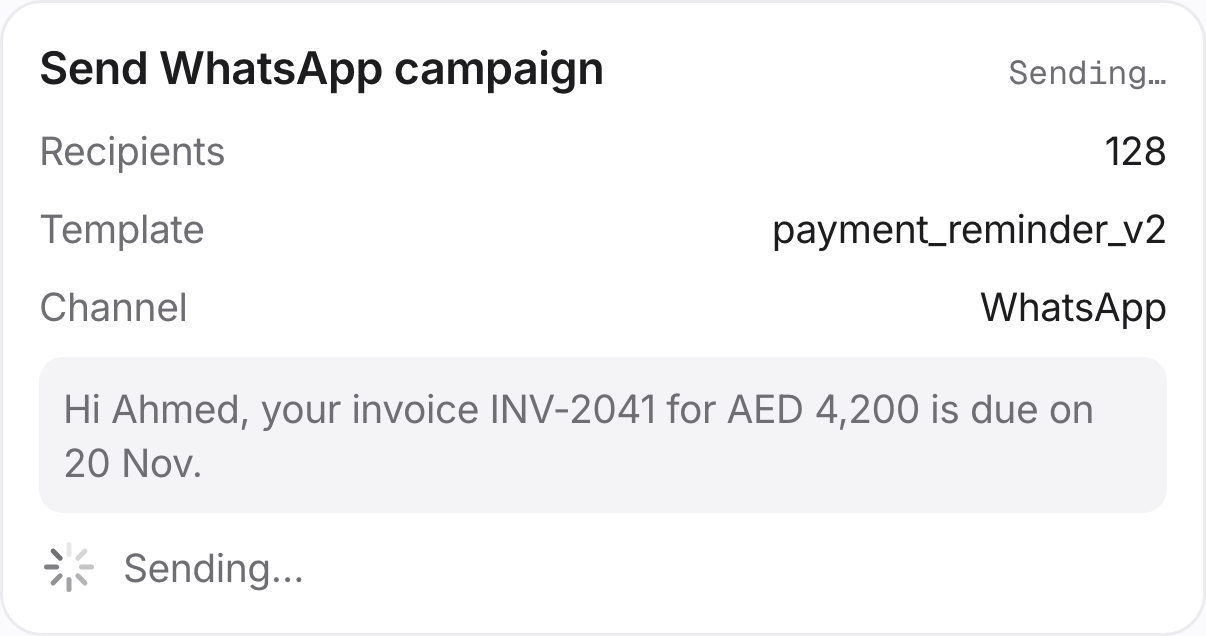 Send WhatsApp campaign
Sending…
Recipients
128
Template
payment_reminder_v2
Channel
WhatsApp
Hi Ahmed, your invoice INV-2041 for AED 4,200 is due on
20 Nov.
Sending...